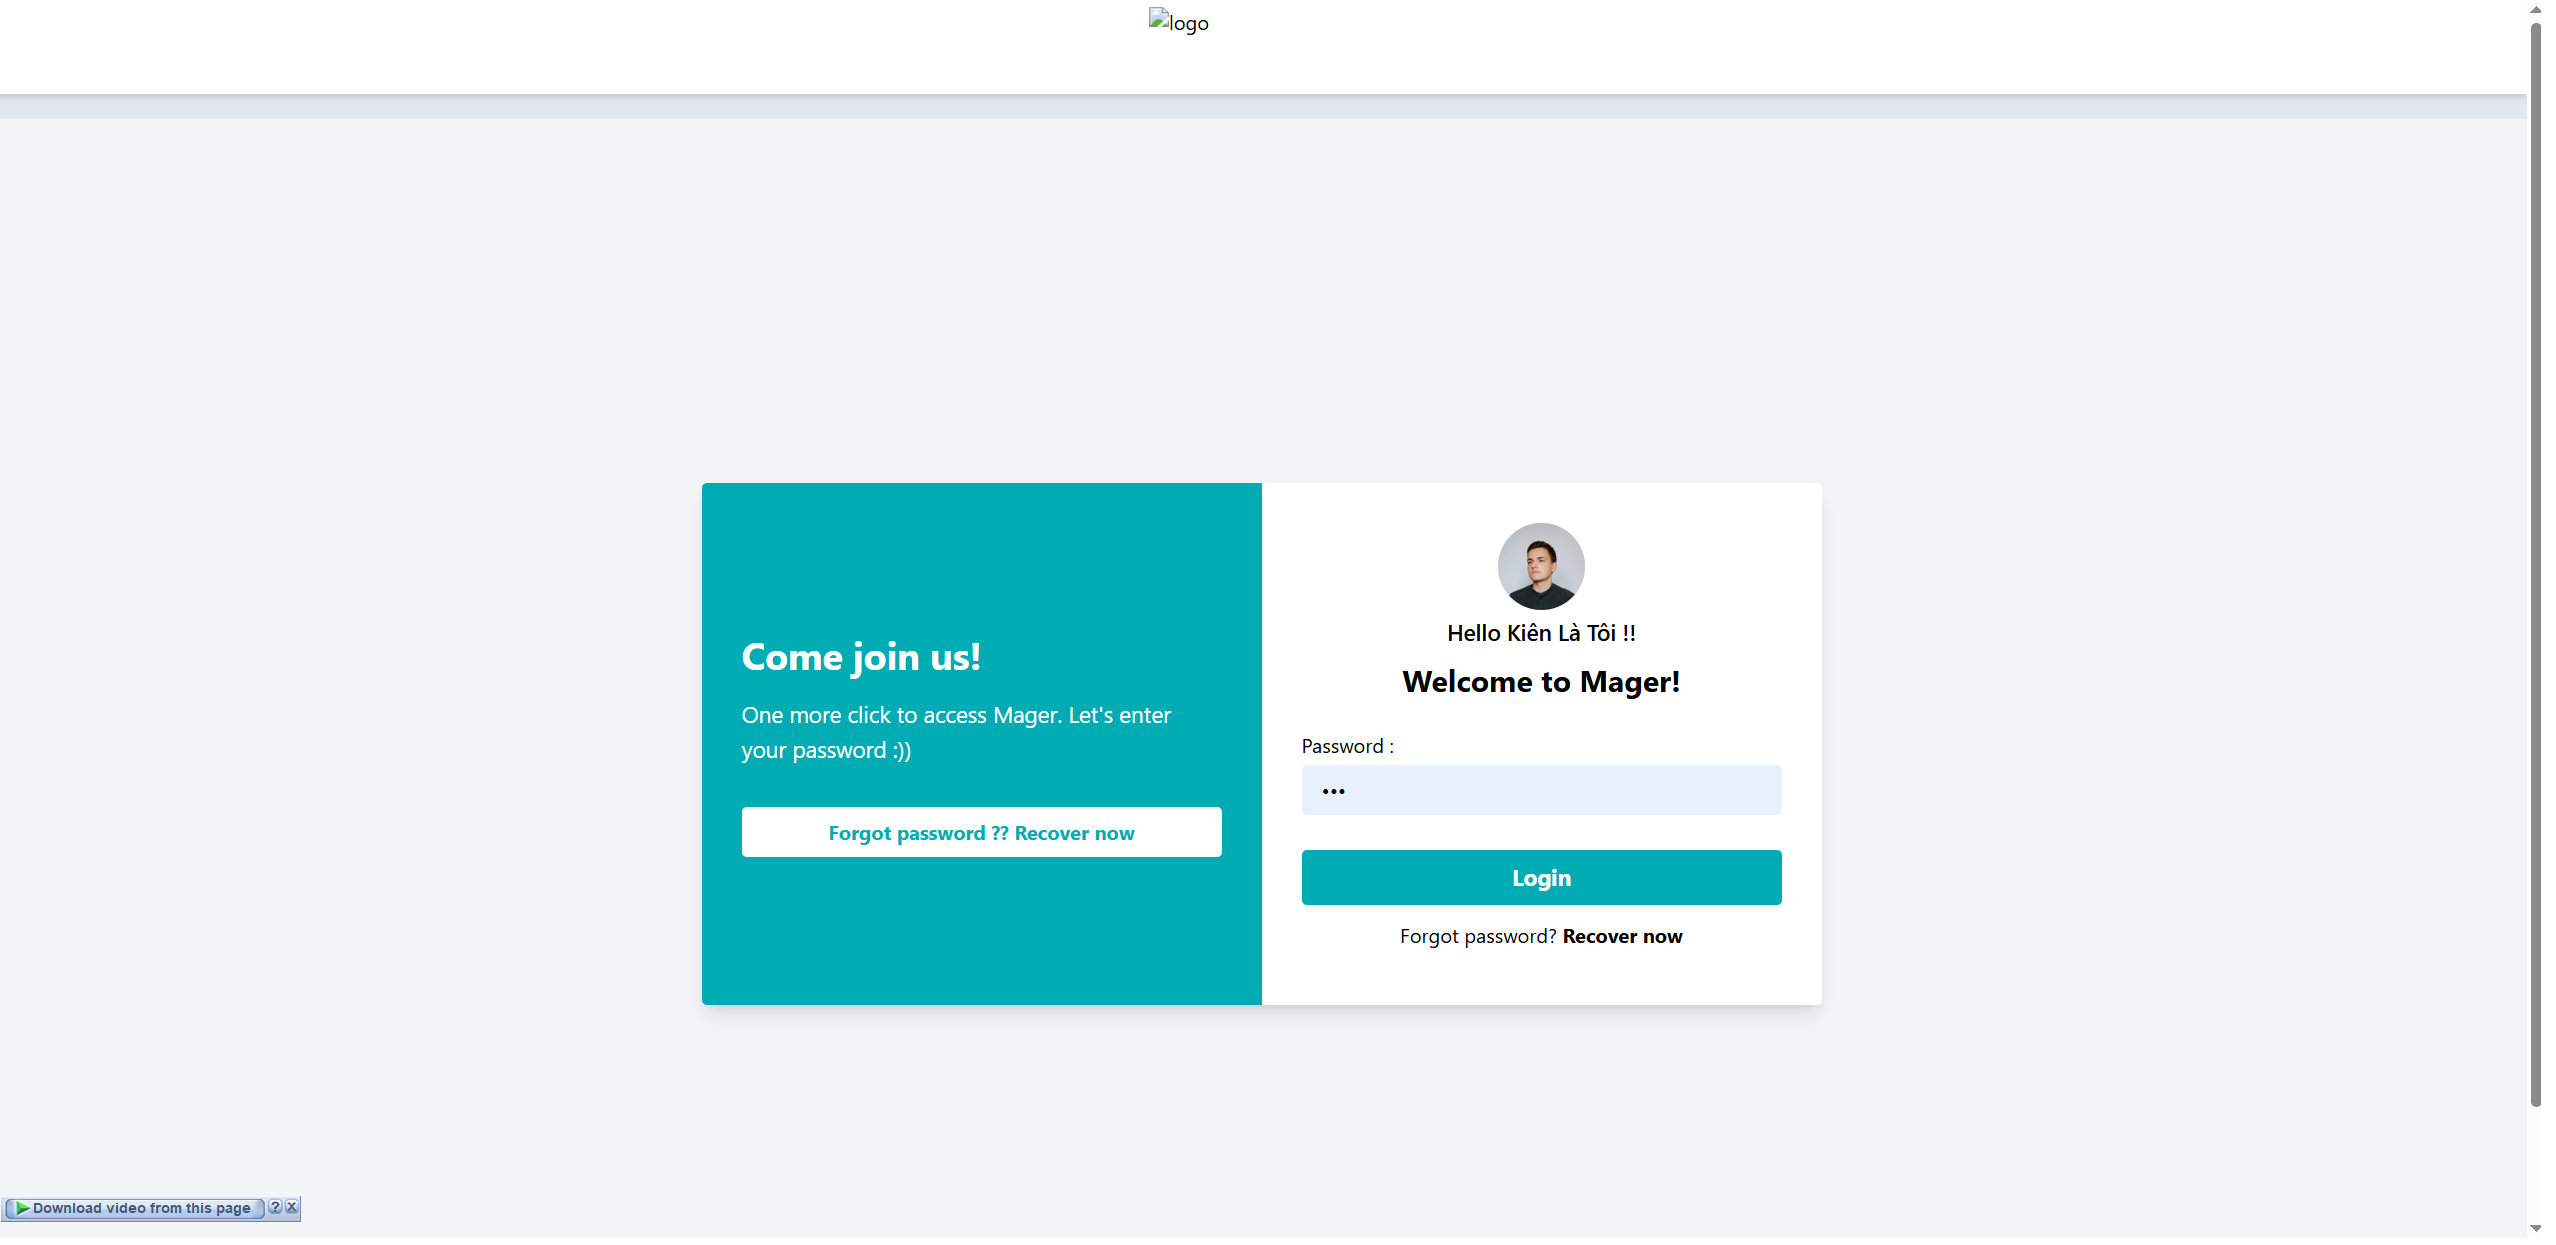 logo
Come join us!
One more click to access Mager. Let's enter
your password :))
Forgot password ?? Recover now
Hello Kiên Là Tôi !!
Welcome to Mager!
Password :
•••
Login
Forgot password? Recover now
Download video from this page ? X